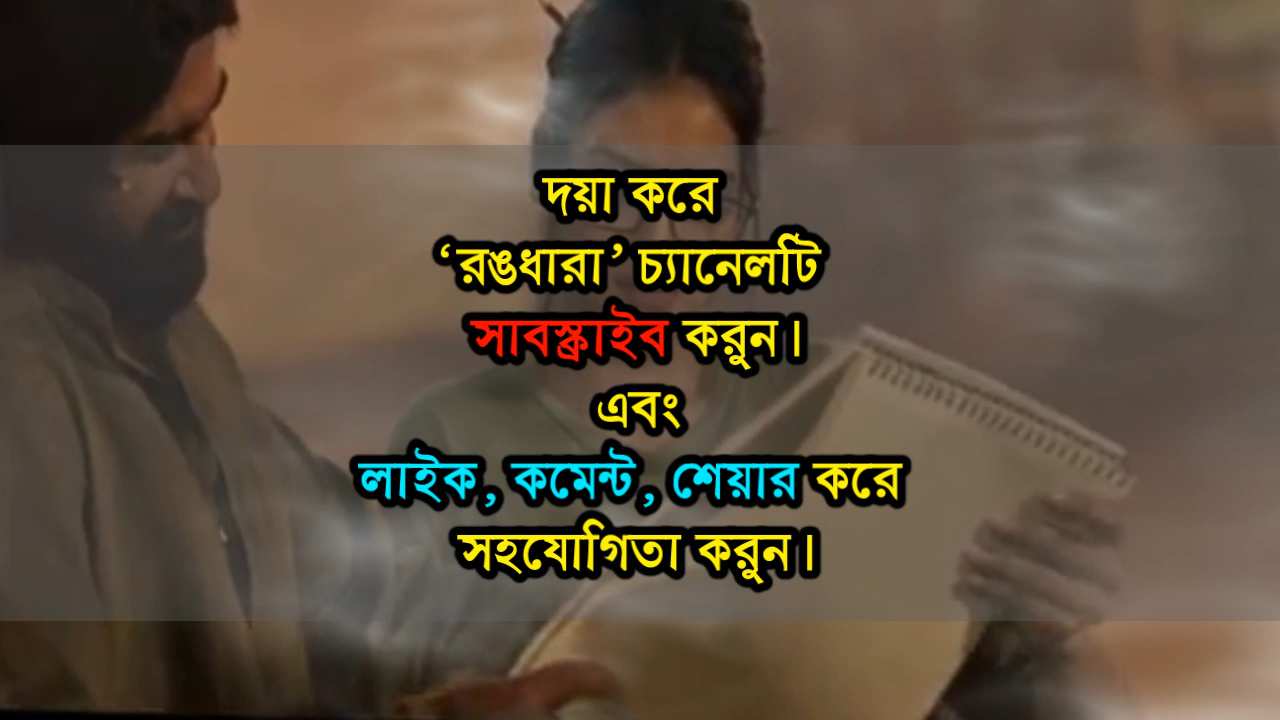 দয়া করে
‘রঙধারা’ চ্যানেলটি
সাবস্ক্রাইব করুন।
এবং
লাইক, কমেন্ট, শেয়ার করে
সহযোগিতা করুন।